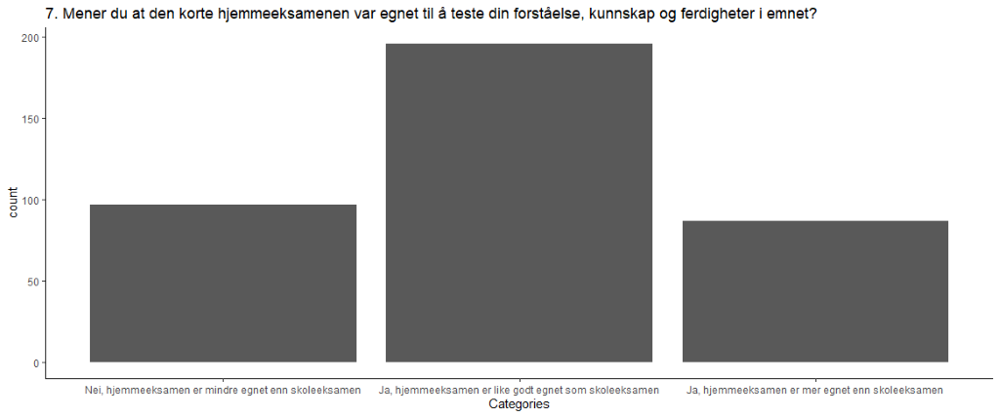 7. Mener du at den korte hjemmeeksamenen var egnet til å teste din forståelse, kunnskap og ferdigheter i emnet?
200
150
100
50
0
count
Nei, hjemmeeksamen er mindre egnet enn skoleeksamen
Ja, hjemmeeksamen er like godt egnet som skoleeksamen
Ja, hjemmeeksamen er mer egnet enn skoleeksamen
Categories